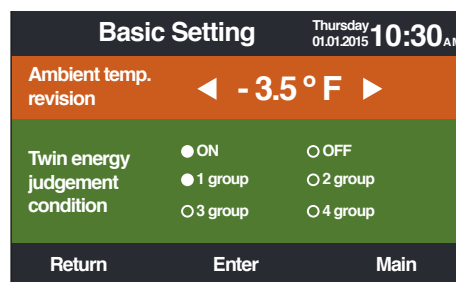 Basic Setting Thursday 10:30 AM
01.01.2015
Ambient temp. revision
- 3.5 º F
Twin energy judgement condition
ON OFF
1 group 2 group
3 group 4 group
Return Enter Main